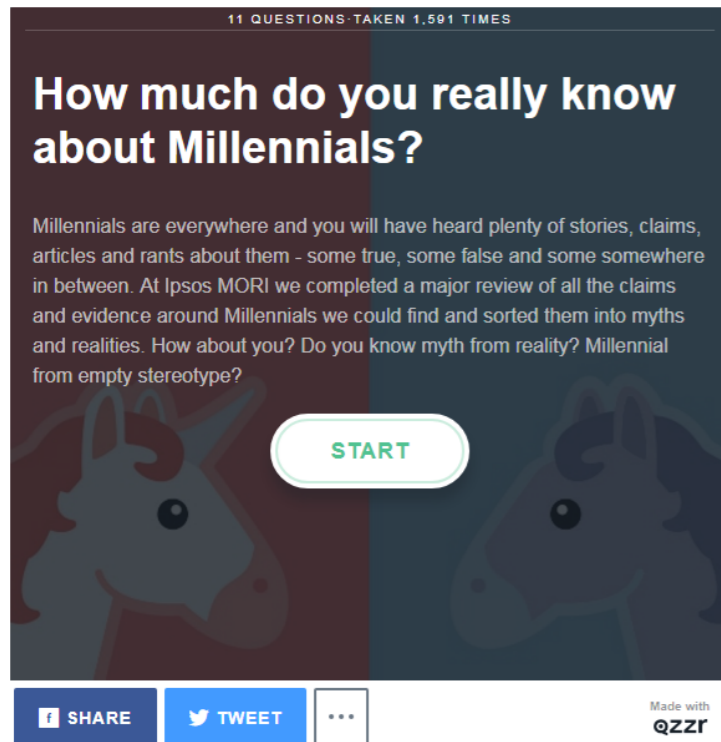 11 QUESTIONS·TAKEN 1,591 TIMES
How much do you really know
about Millennials?
Millennials are everywhere and you will have heard plenty of stories, claims,
articles and rants about them - some true, some false and some somewhere
in between. At Ipsos MORI we completed a major review of all the claims
and evidence around Millennials we could find and sorted them into myths
and realities. How about you? Do you know myth from reality? Millennial
from empty stereotype?
START
f SHARE
TWEET
...
Made with
qzzr